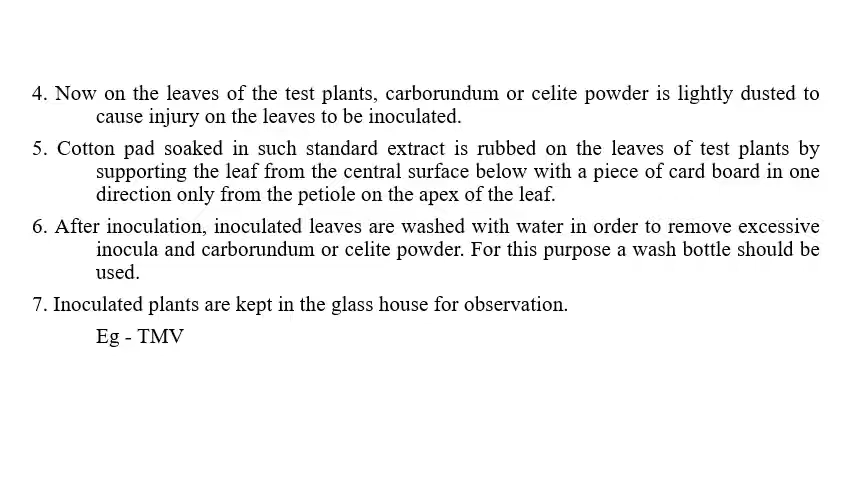 4. Now on the leaves of the test plants, carborundum or celite powder is lightly dusted to
cause injury on the leaves to be inoculated.
5. Cotton pad soaked in such standard extract is rubbed on the leaves of test plants by
supporting the leaf from the central surface below with a piece of card board in one
direction only from the petiole on the apex of the leaf.
6. After inoculation, inoculated leaves are washed with water in order to remove excessive
inocula and carborundum or celite powder. For this purpose a wash bottle should be
used.
7. Inoculated plants are kept in the glass house for observation.
Eg - TMV